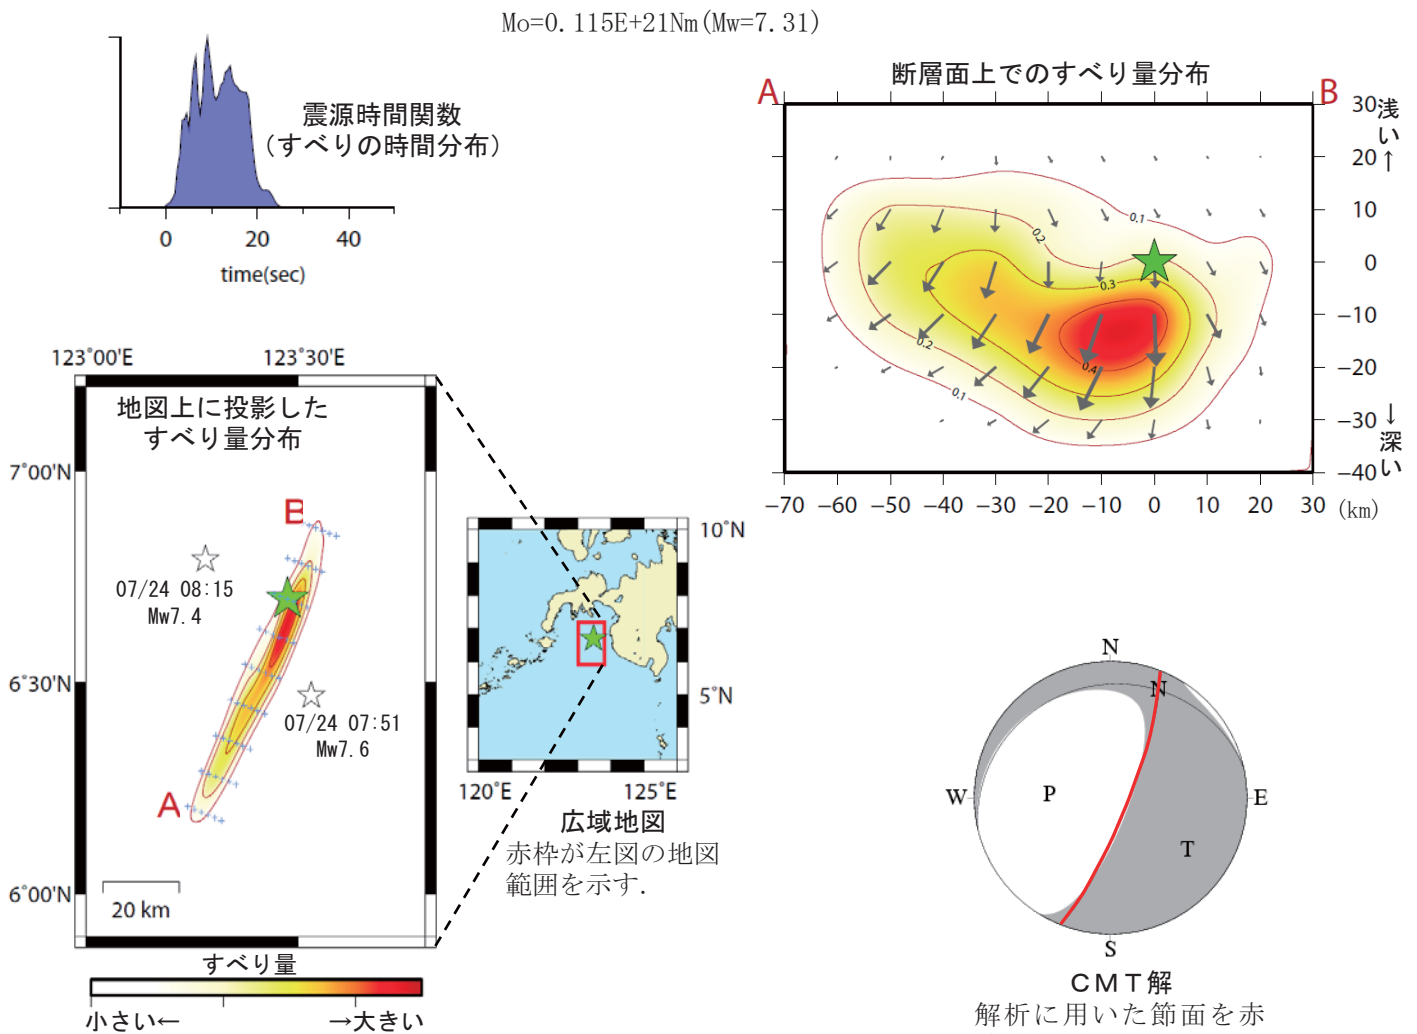 Mo=0.115E+21Nm(Mw=7.31)
震源時間関数
(すべりの時間分布)
0 20 40
time(sec)
断層面上でのすべり量分布
A B
30 浅い↑
20
10
0
−10
−20
−30 ↓深い
−40
0.1
0.2
0.3
0.2
0.4
0.1
−70 −60 −50 −40 −30 −20 −10 0 10 20 30 (km)
123°00'E 123°30'E
地図上に投影した
すべり量分布
7°00'N
B
07/24 08:15
Mw7.4
6°30'N
07/24 07:51
Mw7.6
A
6°00'N
20 km
すべり量
小さい← →大きい
10°N
5°N
120°E 125°E
広域地図
赤枠が左図の地図
範囲を示す.
N
N
W P E
T
S
CMT解
解析に用いた節面を赤